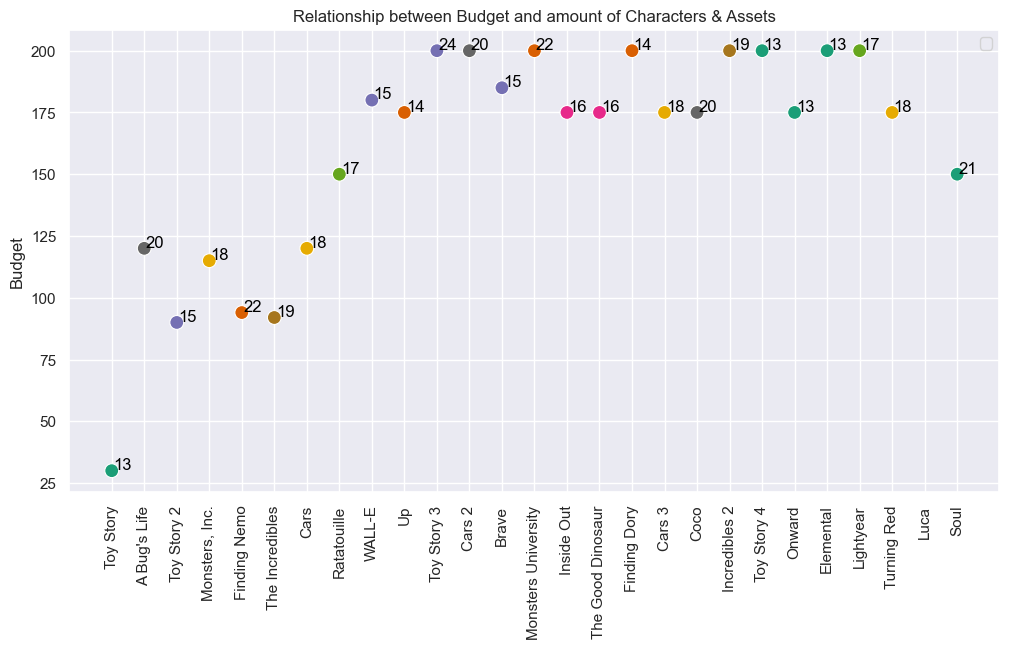 Relationship between Budget and amount of Characters & Assets
Budget
200
175
150
125
100
75
50
25
13
20
15
18
22
19
18
17
15
14
24
20
15
22
16
16
14
18
20
19
13
13
13
17
18
21
Toy Story
A Bug's Life
Toy Story 2
Monsters, Inc.
Finding Nemo
The Incredibles
Cars
Ratatouille
WALL-E
Up
Toy Story 3
Cars 2
Brave
Monsters University
Inside Out
The Good Dinosaur
Finding Dory
Cars 3
Coco
Incredibles 2
Toy Story 4
Onward
Elemental
Lightyear
Turning Red
Luca
Soul